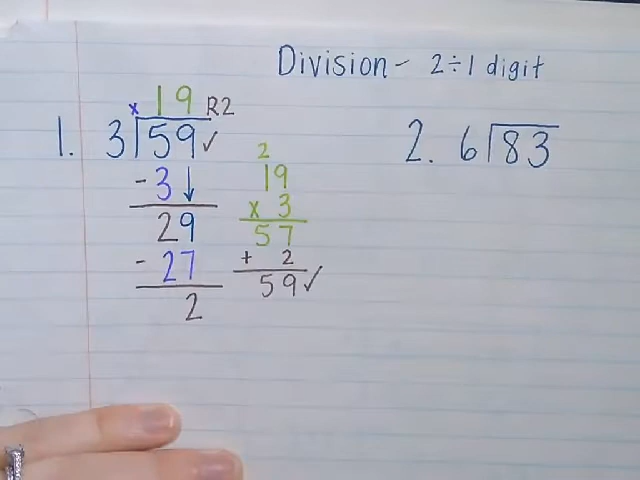 Division - 2÷1 digit
x 19 R2
1. 3)59 ✓
- 3↓
29
- 27
2
2
19
x 3
57
+ 2
59 ✓
2. 6)83